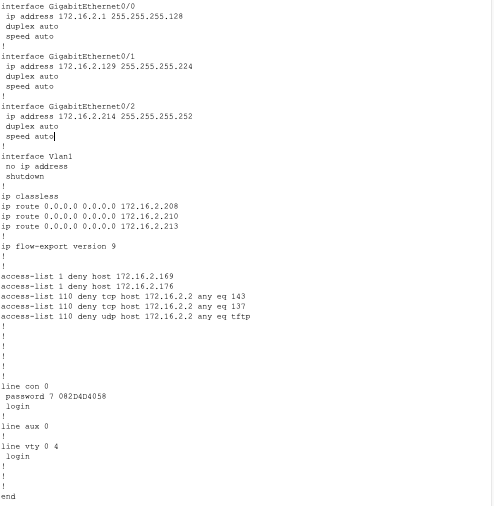 interface GigabitEthernet0/0
 ip address 172.16.2.1 255.255.255.128
 duplex auto
 speed auto
!
interface GigabitEthernet0/1
 ip address 172.16.2.129 255.255.255.224
 duplex auto
 speed auto
!
interface GigabitEthernet0/2
 ip address 172.16.2.214 255.255.255.252
 duplex auto
 speed auto
!
interface Vlan1
 no ip address
 shutdown
!
ip classless
ip route 0.0.0.0 0.0.0.0 172.16.2.208
ip route 0.0.0.0 0.0.0.0 172.16.2.210
ip route 0.0.0.0 0.0.0.0 172.16.2.213
!
ip flow-export version 9
!
!
access-list 1 deny host 172.16.2.169
access-list 1 deny host 172.16.2.176
access-list 110 deny tcp host 172.16.2.2 any eq 143
access-list 110 deny tcp host 172.16.2.2 any eq 137
access-list 110 deny udp host 172.16.2.2 any eq tftp
!
!
!
!
!
!
line con 0
 password 7 082D4D4058
 login
!
line aux 0
!
line vty 0 4
 login
!
!
!
end